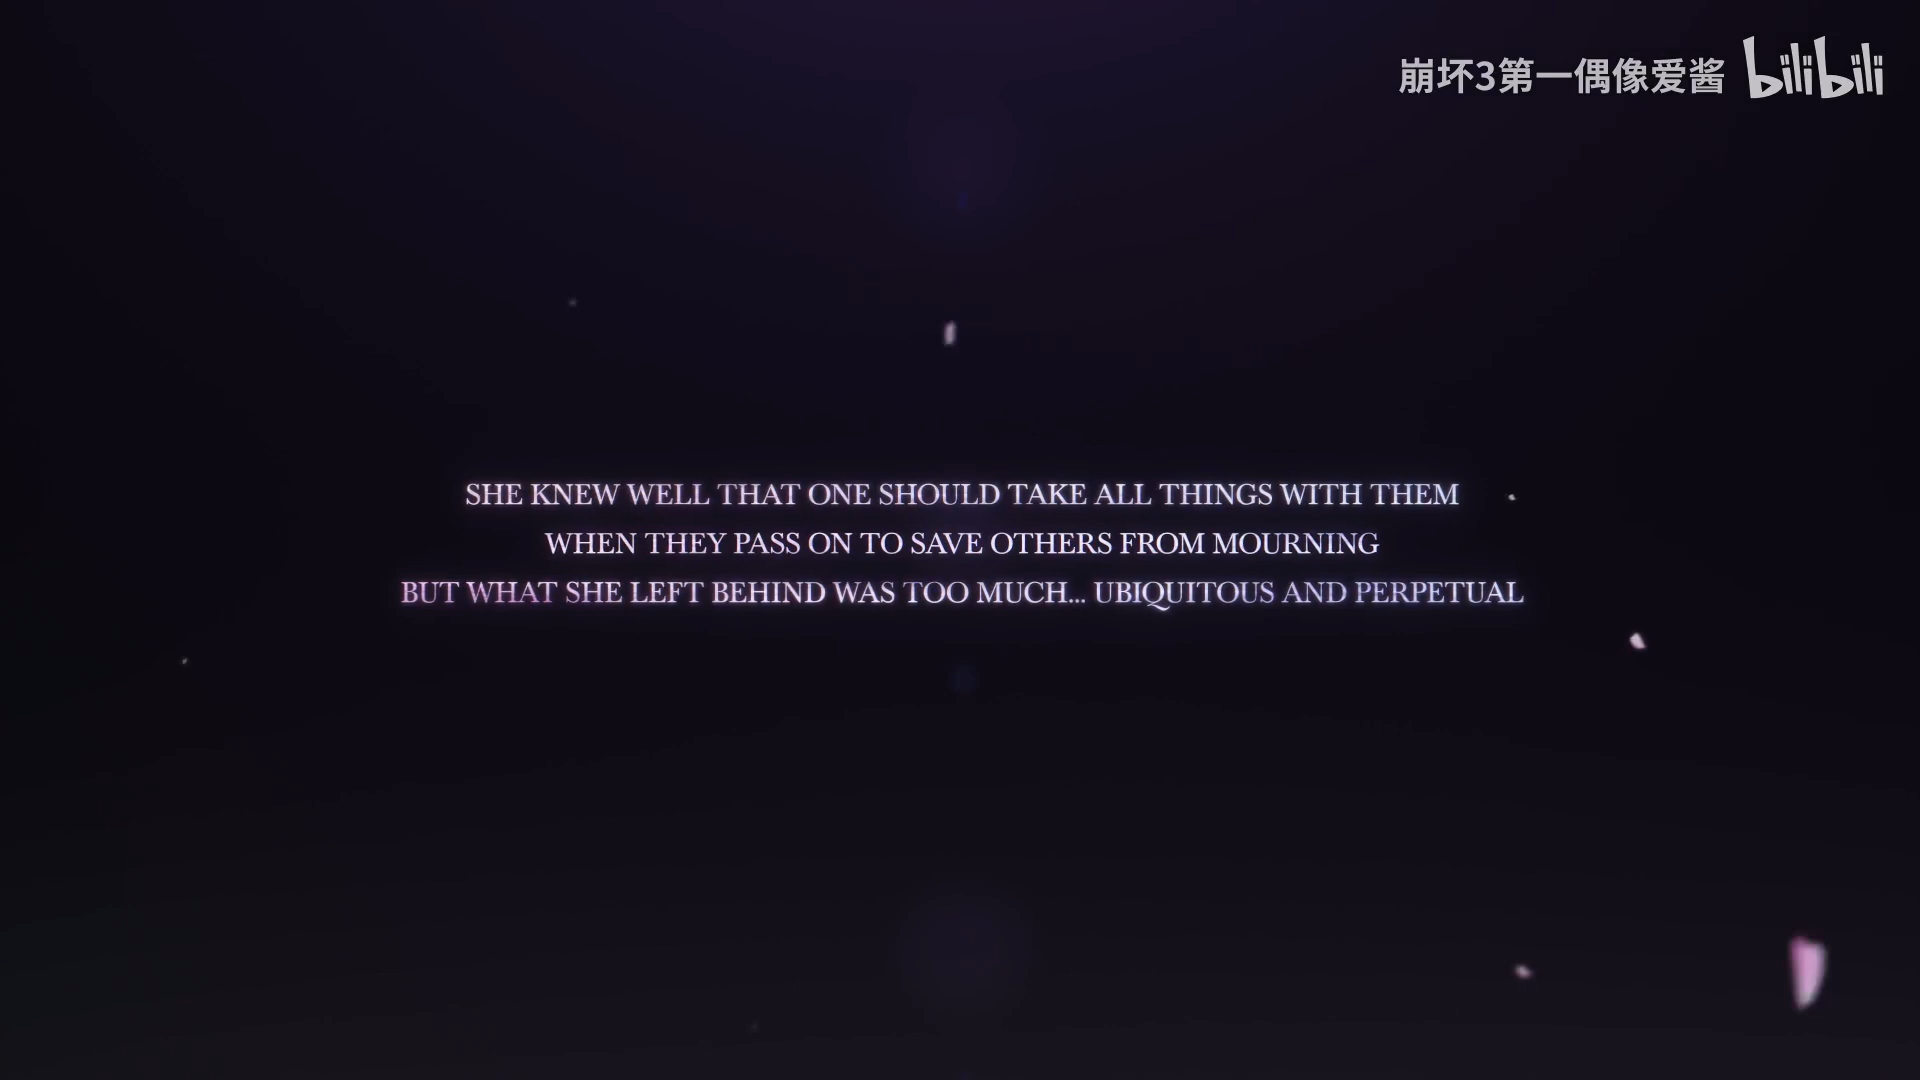 崩坏3第一偶像爱酱 bilibili
SHE KNEW WELL THAT ONE SHOULD TAKE ALL THINGS WITH THEM
WHEN THEY PASS ON TO SAVE OTHERS FROM MOURNING
BUT WHAT SHE LEFT BEHIND WAS TOO MUCH... UBIQUITOUS AND PERPETUAL